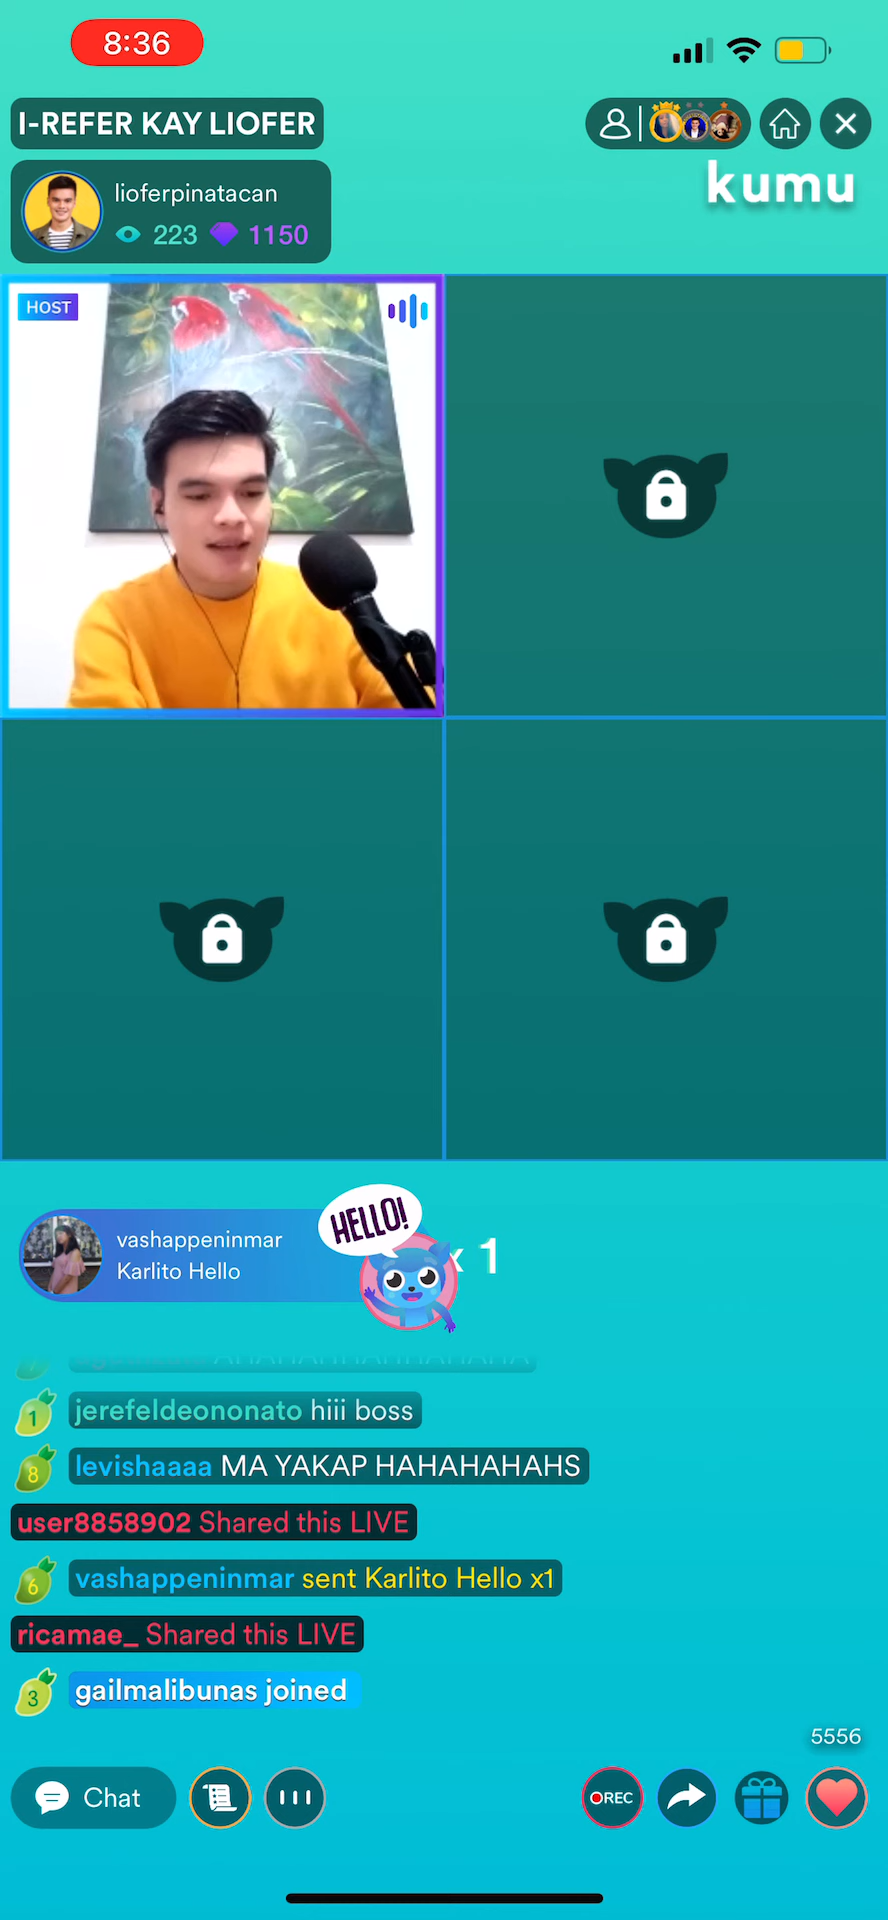 8:36
I-REFER KAY LIOFER
kumu
lioferpinatacan
223 1150
HOST
HELLO!
vashappeninmar
Karlito Hello
x 1
jerefeldeononato hiii boss
1
levishaaaa MA YAKAP HAHAHAHAHS
8
user8858902 Shared this LIVE
vashappeninmar sent Karlito Hello x1
6
ricamae_ Shared this LIVE
gailmalibunas joined
3
5556
Chat
REC